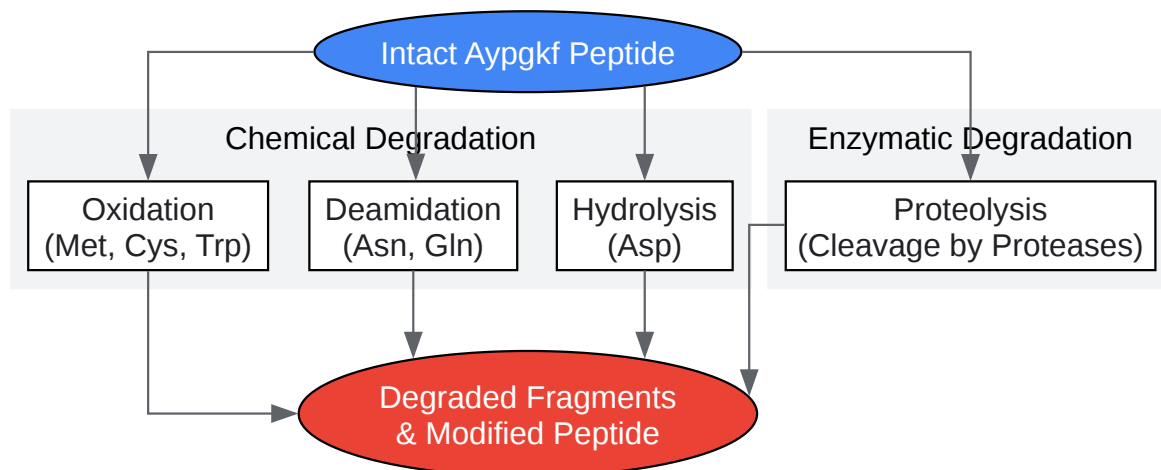 Intact Aypgkf Peptide
Chemical Degradation
Enzymatic Degradation
Oxidation
(Met, Cys, Trp)
Deamidation
(Asn, Gln)
Hydrolysis
(Asp)
Proteolysis
(Cleavage by Proteases)
Degraded Fragments
& Modified Peptide